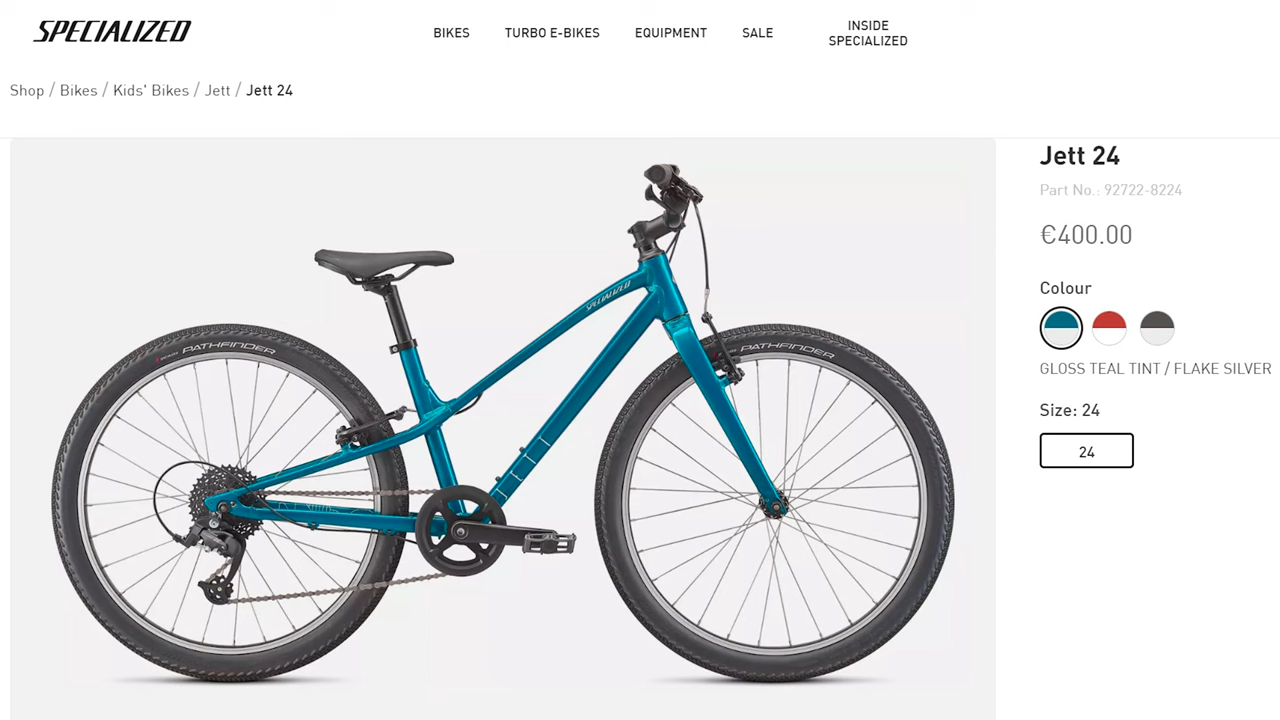 SPECIALIZED
BIKES
TURBO E-BIKES
EQUIPMENT
SALE
INSIDE
SPECIALIZED
Shop / Bikes / Kids' Bikes / Jett / Jett 24
Jett 24
Part No.: 92722-8224
€400.00
Colour
GLOSS TEAL TINT / FLAKE SILVER
Size: 24
24
SPECIALIZED
PATHFINDER
PATHFINDER
JETT